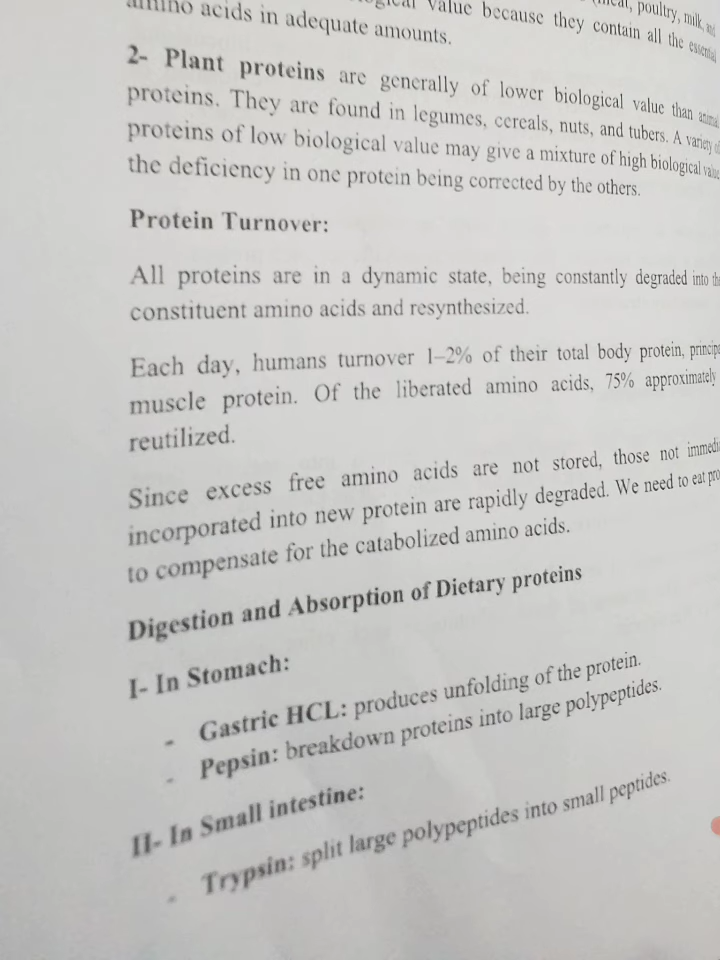 value because they contain all the essential
poultry, milk, and
amino acids in adequate amounts.
2- Plant proteins are generally of lower biological value than animal
proteins. They are found in legumes, cereals, nuts, and tubers. A variety of
proteins of low biological value may give a mixture of high biological value
the deficiency in one protein being corrected by the others.
Protein Turnover:
All proteins are in a dynamic state, being constantly degraded into the
constituent amino acids and resynthesized.
Each day, humans turnover 1–2% of their total body protein,
muscle protein. Of the liberated amino acids, 75% approximately
reutilized.
Since excess free amino acids are not stored, those not
incorporated into new protein are rapidly degraded. We need to eat
to compensate for the catabolized amino acids.
Digestion and Absorption of Dietary proteins
I- In Stomach:
- Gastric HCL: produces unfolding of the protein.
- Pepsin: breakdown proteins into large polypeptides.
II- In Small intestine:
- Trypsin: split large polypeptides into small peptides.